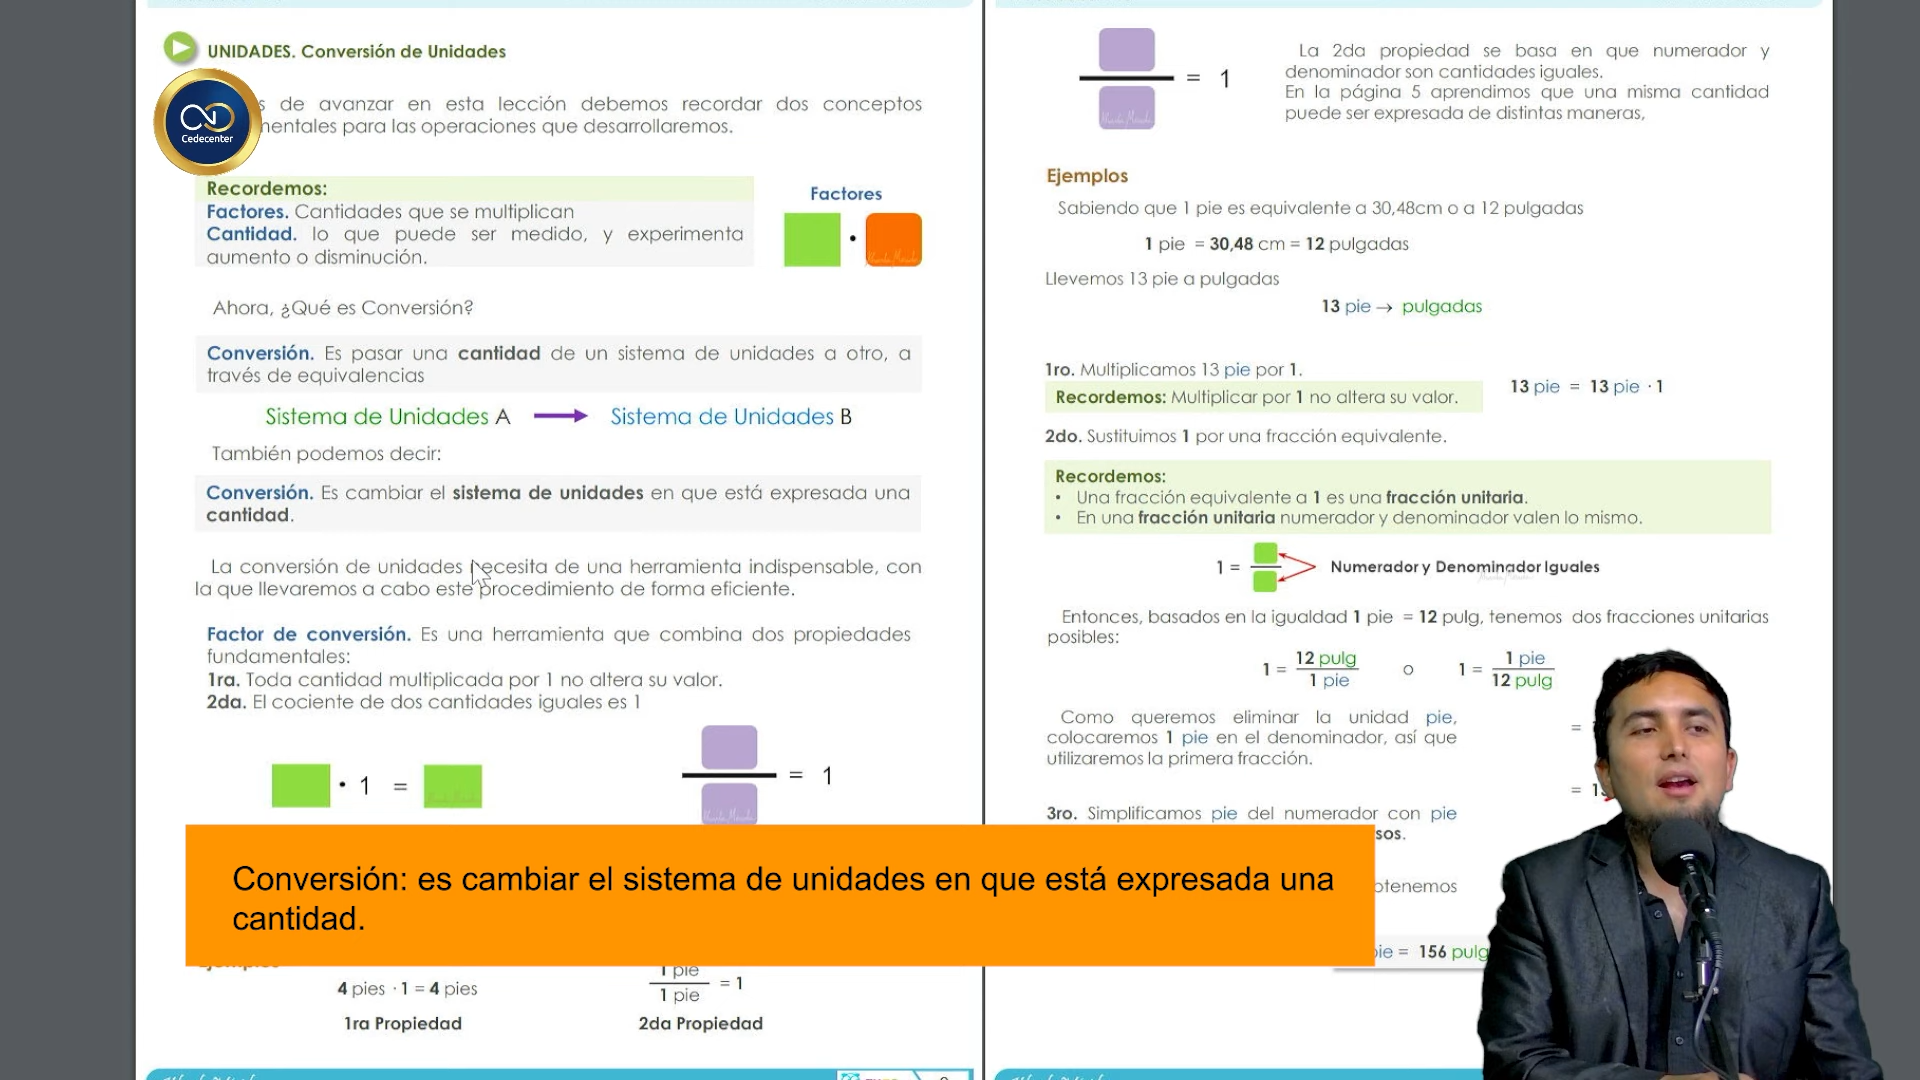 UNIDADES. Conversión de Unidades
de avanzar en esta lección debemos recordar dos conceptos
mentales para las operaciones que desarrollaremos.
Cedecenter
Recordemos:
Factores. Cantidades que se multiplican
Cantidad. lo que puede ser medido, y experimenta
aumento o disminución.
Factores
Ahora, ¿Qué es Conversión?
Conversión. Es pasar una cantidad de un sistema de unidades a otro, a
través de equivalencias
Sistema de Unidades A → Sistema de Unidades B
También podemos decir:
Conversión. Es cambiar el sistema de unidades en que está expresada una
cantidad.
La conversión de unidades necesita de una herramienta indispensable, con
la que llevaremos a cabo este procedimiento de forma eficiente.
Factor de conversión. Es una herramienta que combina dos propiedades
fundamentales:
1ra. Toda cantidad multiplicada por 1 no altera su valor.
2da. El cociente de dos cantidades iguales es 1
· 1 =
= 1
Conversión: es cambiar el sistema de unidades en que está expresada una
cantidad.
4 pies · 1 = 4 pies
1 pie
1 pie
= 1
1ra Propiedad
2da Propiedad
= 1
La 2da propiedad se basa en que numerador y
denominador son cantidades iguales.
En la página 5 aprendimos que una misma cantidad
puede ser expresada de distintas maneras,
Ejemplos
Sabiendo que 1 pie es equivalente a 30,48cm o a 12 pulgadas
1 pie = 30,48 cm = 12 pulgadas
Llevemos 13 pie a pulgadas
13 pie → pulgadas
1ro. Multiplicamos 13 pie por 1.
13 pie = 13 pie · 1
Recordemos: Multiplicar por 1 no altera su valor.
2do. Sustituimos 1 por una fracción equivalente.
Recordemos:
• Una fracción equivalente a 1 es una fracción unitaria.
• En una fracción unitaria numerador y denominador valen lo mismo.
1 =
Numerador y Denominador Iguales
Entonces, basados en la igualdad 1 pie = 12 pulg, tenemos dos fracciones unitarias
posibles:
1 = 12 pulg o 1 = 1 pie
1 pie 12 pulg
Como queremos eliminar la unidad pie,
colocaremos 1 pie en el denominador, así que
utilizaremos la primera fracción.
=
=
3ro. Simplificamos pie del numerador con pie
sos.
btenemos
pie = 156 pulg